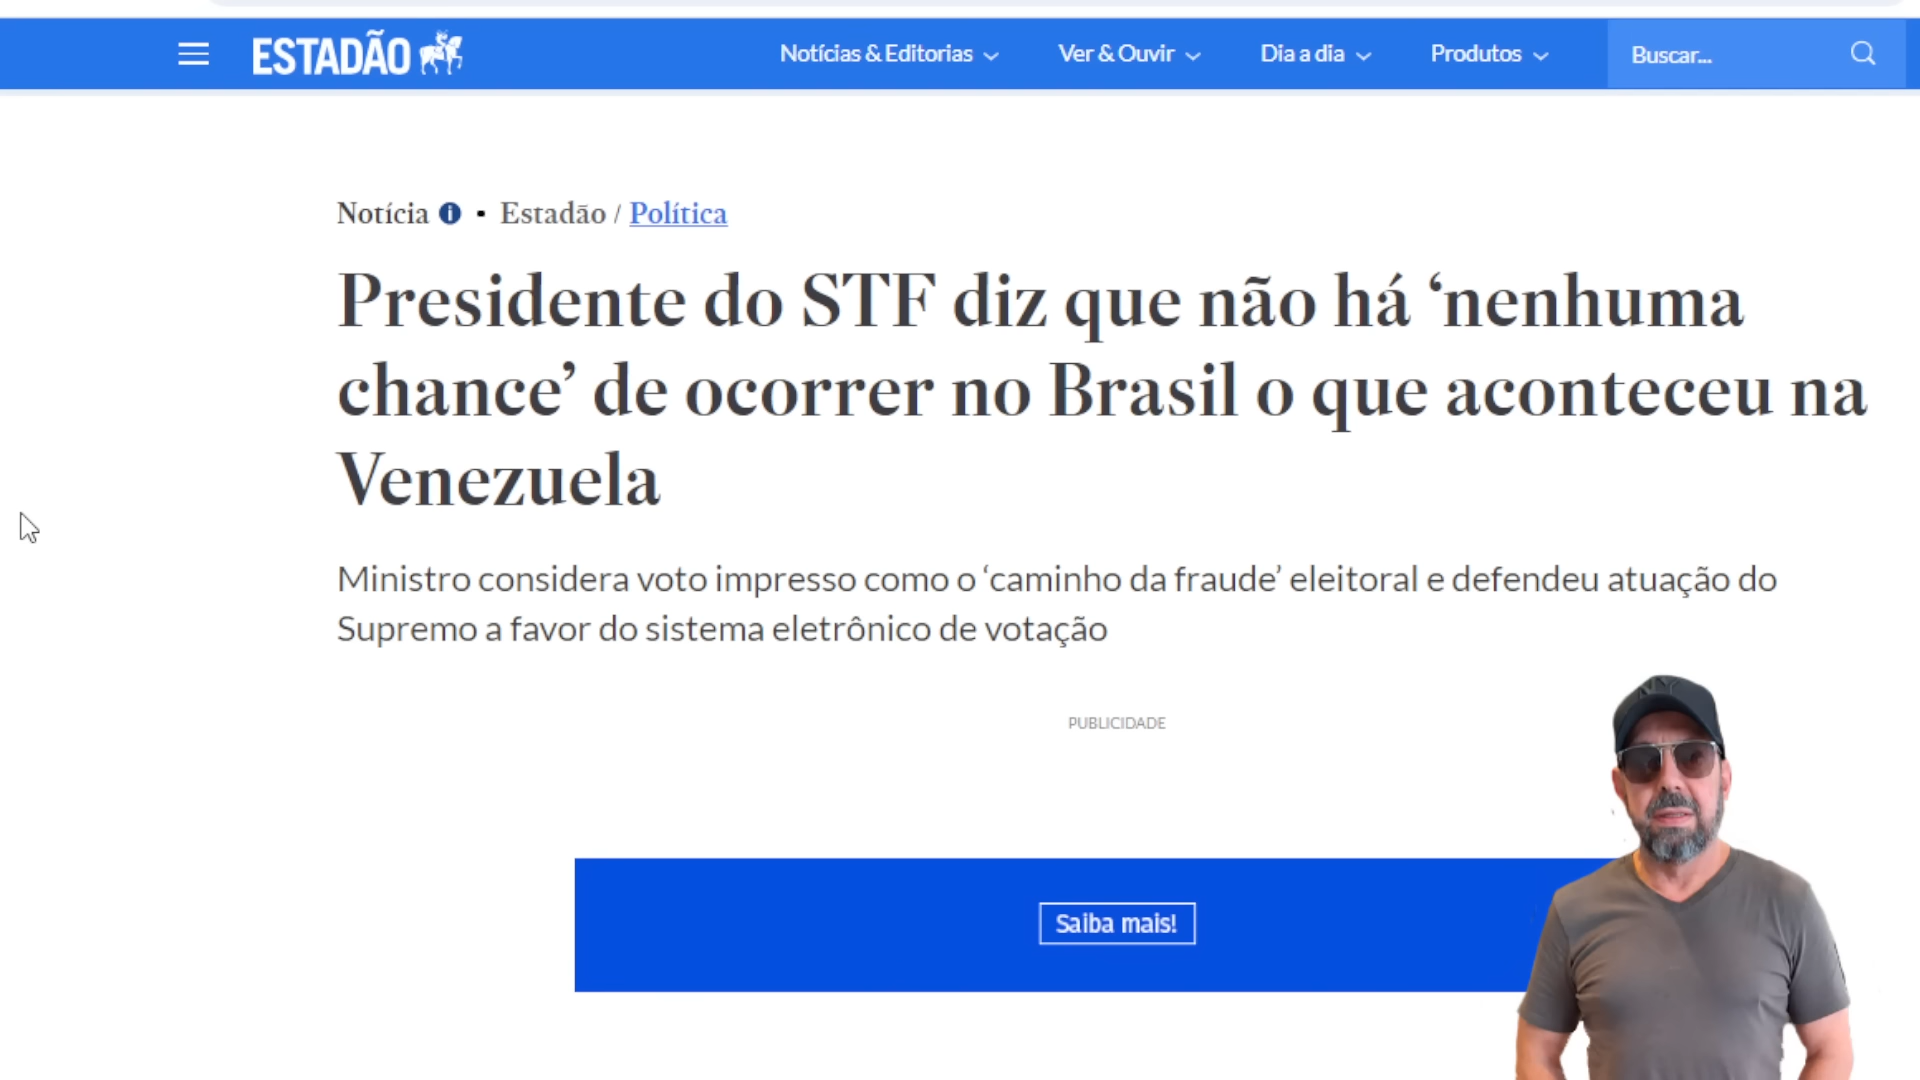 ESTADÃO
Notícias & Editorias
Ver & Ouvir
Dia a dia
Produtos
Buscar...
Notícia • Estadão / Política
Presidente do STF diz que não há ‘nenhuma
chance’ de ocorrer no Brasil o que aconteceu na
Venezuela
Ministro considera voto impresso como o ‘caminho da fraude’ eleitoral e defendeu atuação do
Supremo a favor do sistema eletrônico de votação
PUBLICIDADE
NY
Saiba mais!